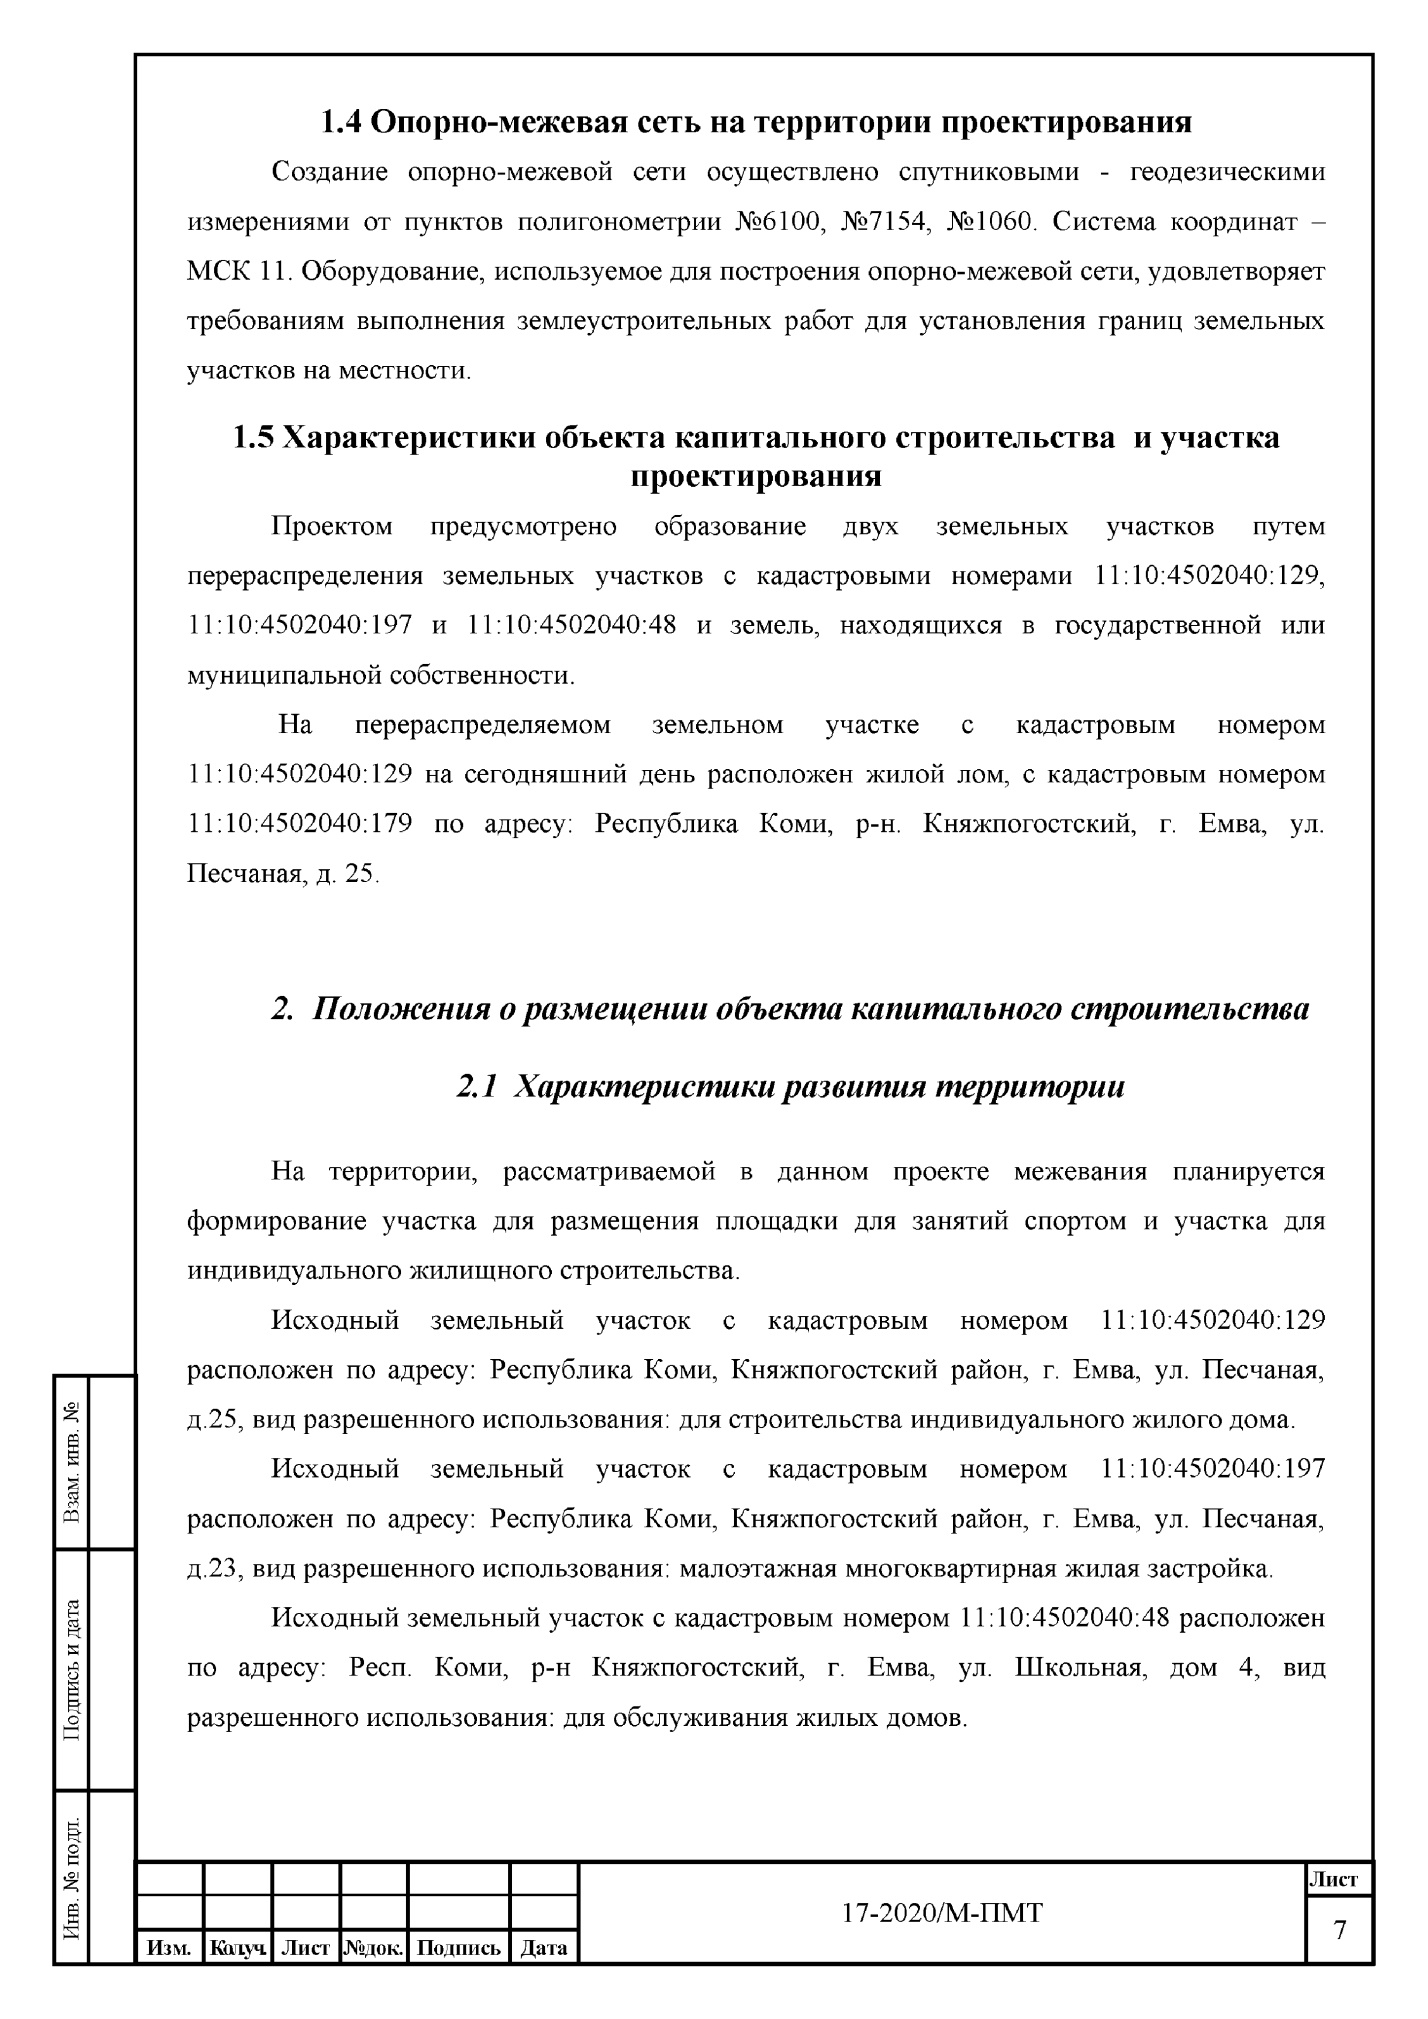 1.4 Опорно-межевая сеть на территории проектирования
Создание опорно-межевой сети осуществлено спутниковыми - геодезическими
измерениями от пунктов полигонометрии №6100, №7154, №1060. Система координат –
МСК 11. Оборудование, используемое для построения опорно-межевой сети, удовлетворяет
требованиям выполнения землеустроительных работ для установления границ земельных
участков на местности.
1.5 Характеристики объекта капитального строительства и участка
проектирования
Проектом предусмотрено образование двух земельных участков путем
перераспределения земельных участков с кадастровыми номерами 11:10:4502040:129,
11:10:4502040:197 и 11:10:4502040:48 и земель, находящихся в государственной или
муниципальной собственности.
На перераспределяемом земельном участке с кадастровым номером
11:10:4502040:129 на сегодняшний день расположен жилой лом, с кадастровым номером
11:10:4502040:179 по адресу: Республика Коми, р-н. Княжпогостский, г. Емва, ул.
Песчаная, д. 25.
2. Положения о размещении объекта капитального строительства
2.1 Характеристики развития территории
На территории, рассматриваемой в данном проекте межевания планируется
формирование участка для размещения площадки для занятий спортом и участка для
индивидуального жилищного строительства.
Исходный земельный участок с кадастровым номером 11:10:4502040:129
расположен по адресу: Республика Коми, Княжпогостский район, г. Емва, ул. Песчаная,
д.25, вид разрешенного использования: для строительства индивидуального жилого дома.
Исходный земельный участок с кадастровым номером 11:10:4502040:197
расположен по адресу: Республика Коми, Княжпогостский район, г. Емва, ул. Песчаная,
д.23, вид разрешенного использования: малоэтажная многоквартирная жилая застройка.
Исходный земельный участок с кадастровым номером 11:10:4502040:48 расположен
по адресу: Респ. Коми, р-н Княжпогостский, г. Емва, ул. Школьная, дом 4, вид
разрешенного использования: для обслуживания жилых домов.
Взам. инв. №
Подпись и дата
Инв. № подл.
Изм. Кол.уч. Лист №док. Подпись Дата
17-2020/М-ПМТ
Лист
7